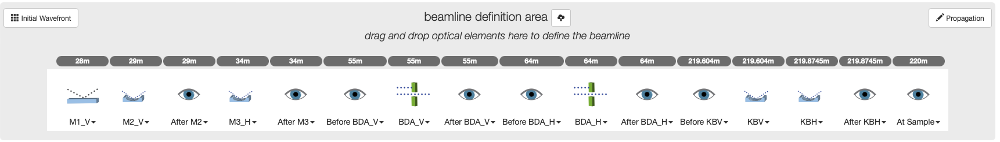 Initial Wavefront
beamline definition area
Propagation
drag and drop optical elements here to define the beamline
28m 29m 29m 34m 34m 55m 55m 55m 64m 64m 64m 219.604m 219.604m 219.8745m 219.8745m 220m
M1_V M2_V After M2 M3_H After M3 Before BDA_V BDA_V After BDA_V Before BDA_H BDA_H After BDA_H Before KBV KBV KBH After KBH At Sample